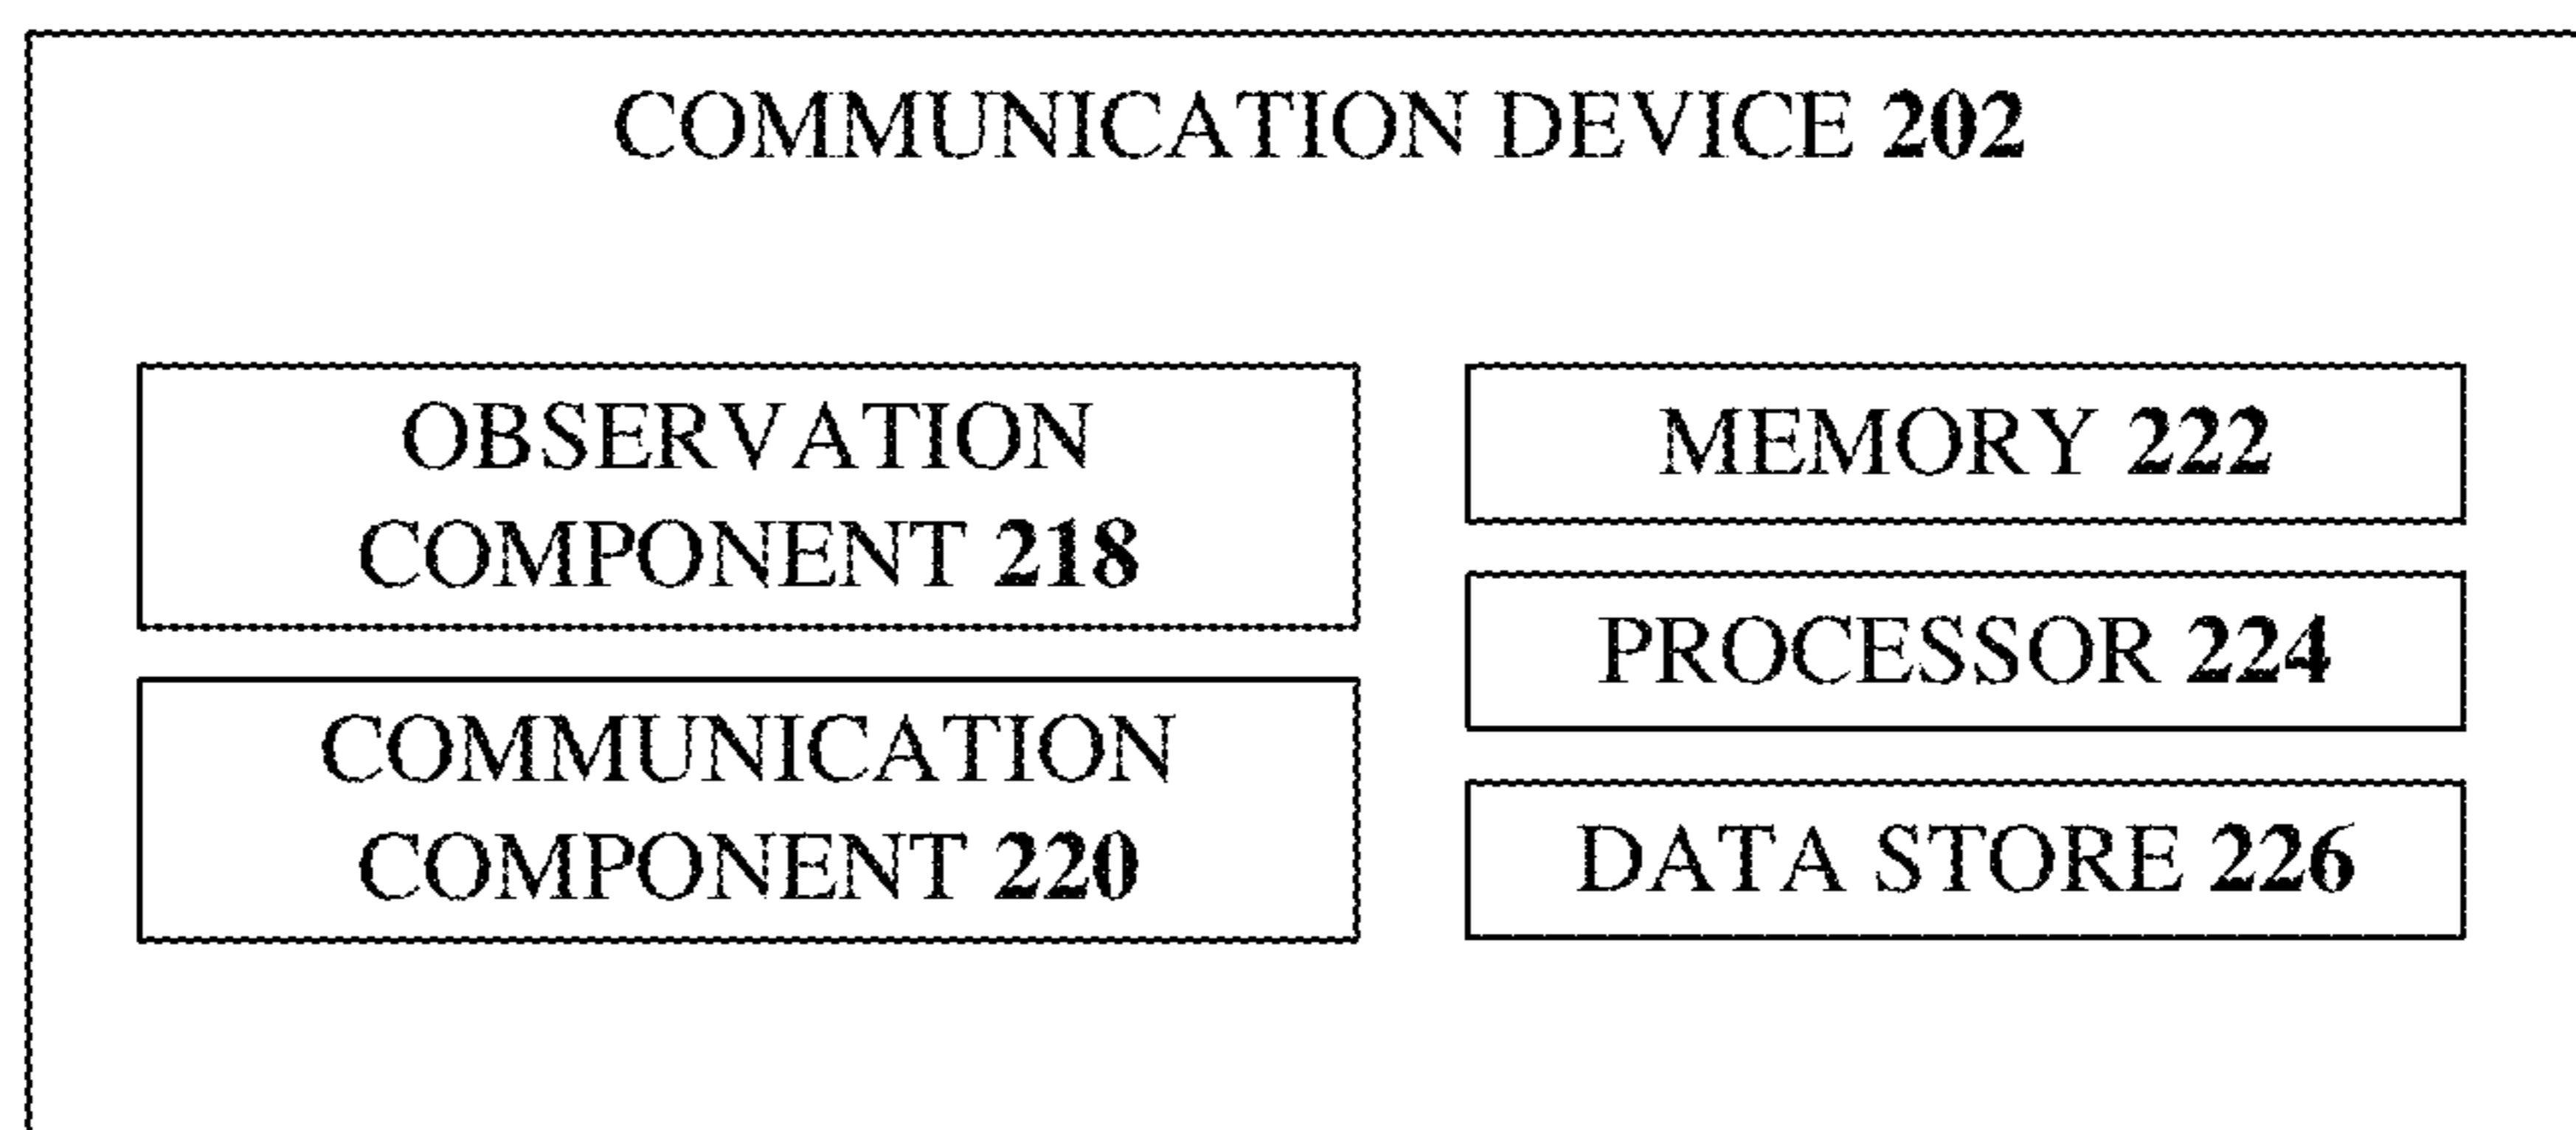 COMMUNICATION DEVICE 202
OBSERVATION
COMPONENT 218
COMMUNICATION
COMPONENT 220
MEMORY 222
PROCESSOR 224
DATA STORE 226